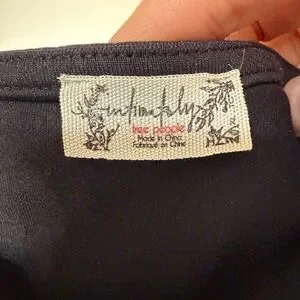 intimately
free people
Made in China
Fabriqué en Chine